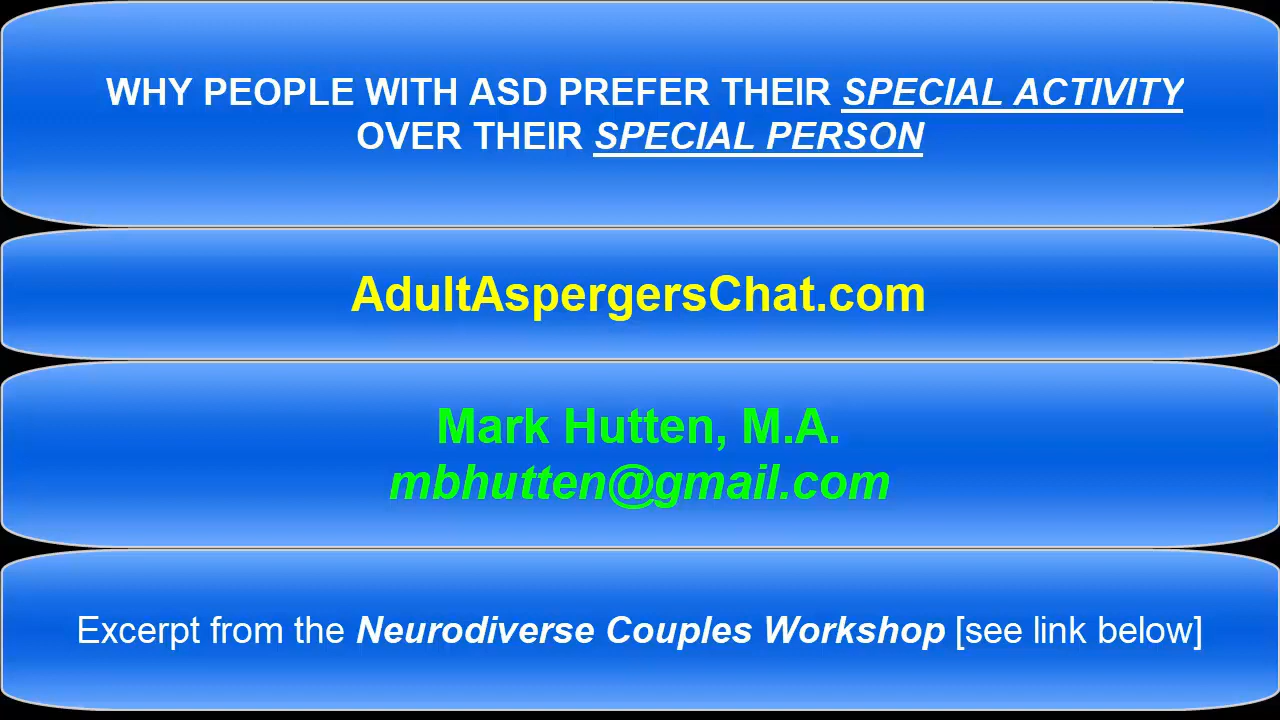 WHY PEOPLE WITH ASD PREFER THEIR SPECIAL ACTIVITY
OVER THEIR SPECIAL PERSON
AdultAspergersChat.com
Mark Hutten, M.A.
mbhutten@gmail.com
Excerpt from the Neurodiverse Couples Workshop [see link below]